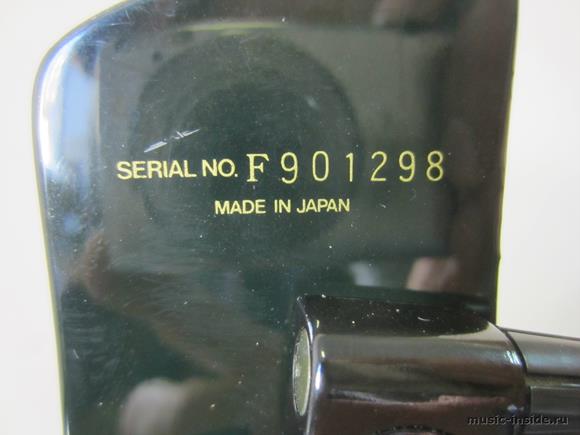 SERIAL NO. F901298
MADE IN JAPAN
music-inside.ru